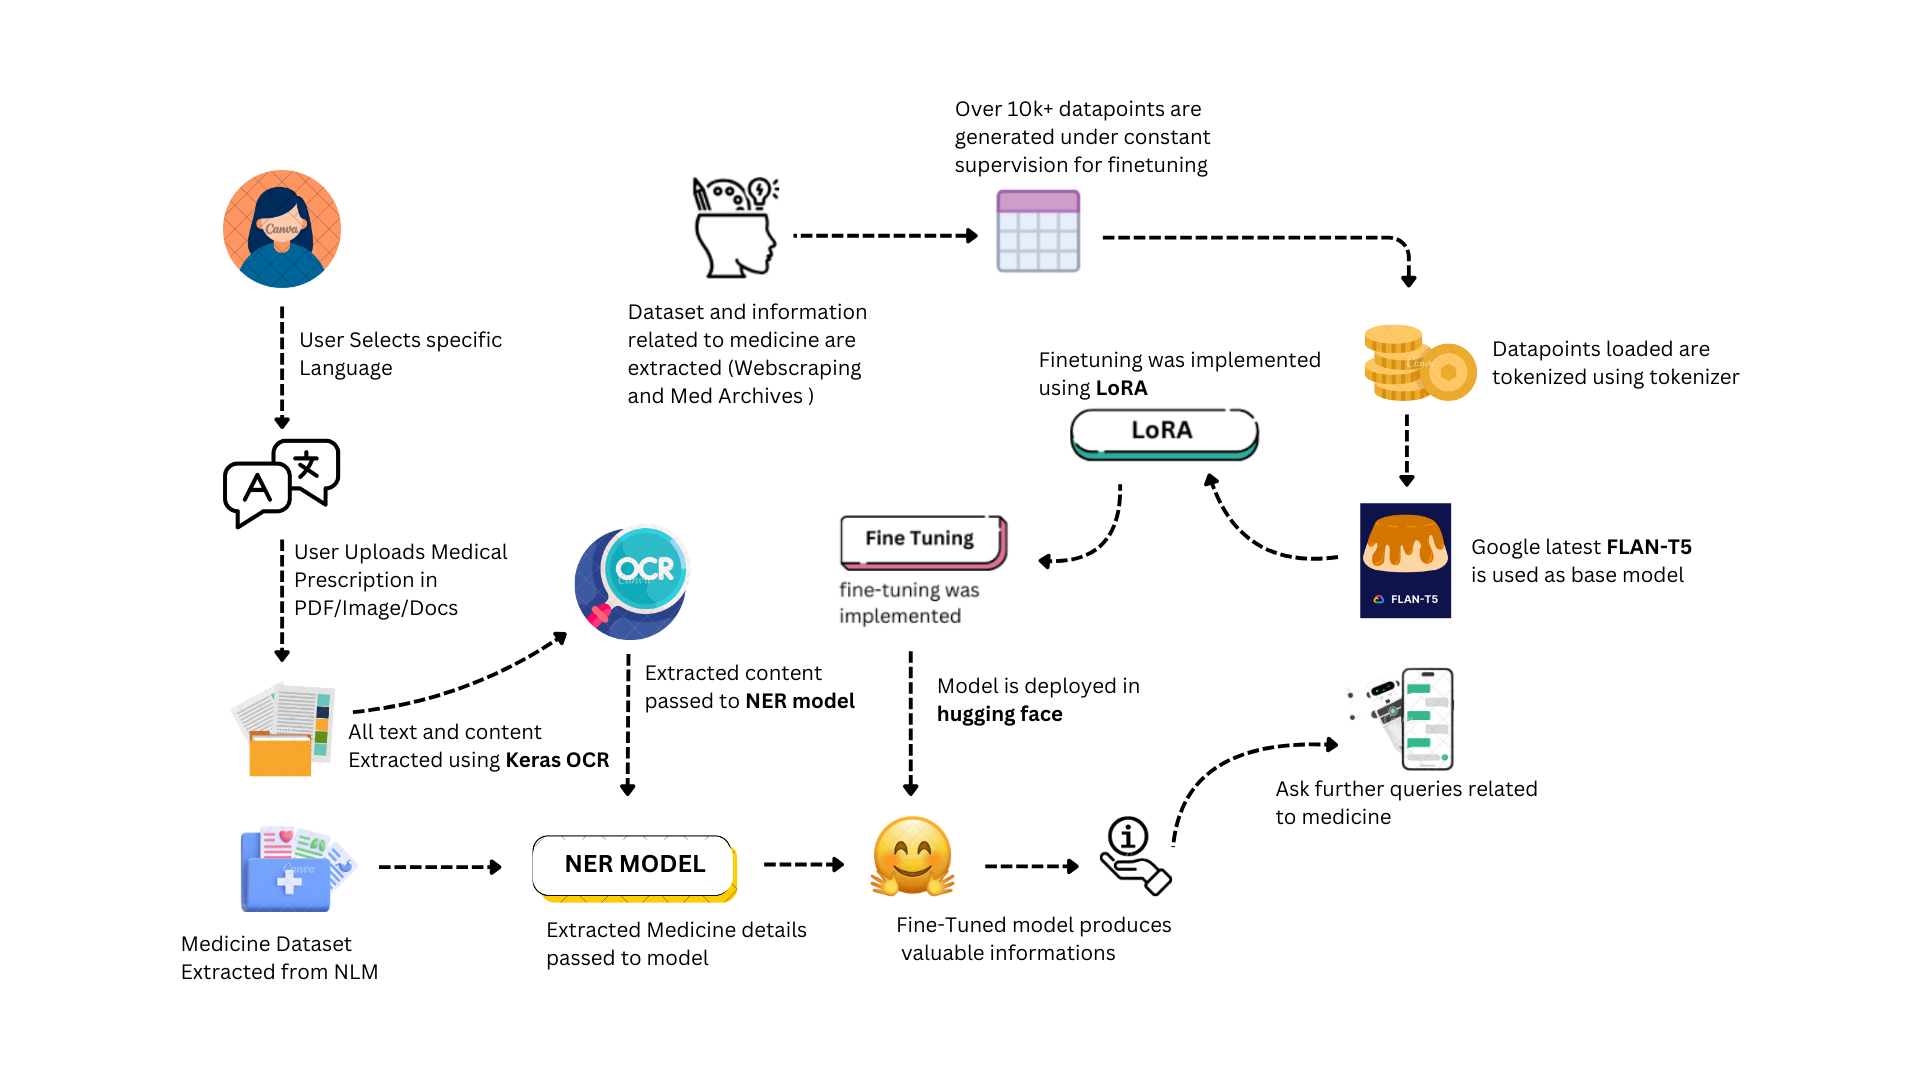 Over 10k+ datapoints are
generated under constant
supervision for finetuning
Canva
User Selects specific
Language
Dataset and information
related to medicine are
extracted (Webscraping
and Med Archives )
Finetuning was implemented
using LoRA
LoRA
Canva
Datapoints loaded are
tokenized using tokenizer
A 文
User Uploads Medical
Prescription in
PDF/Image/Docs
OCR
Canva
Fine Tuning
fine-tuning was
implemented
FLAN-T5
Google latest FLAN-T5
is used as base model
All text and content
Extracted using Keras OCR
Extracted content
passed to NER model
Model is deployed in
hugging face
Ask further queries related
to medicine
Canva
Medicine Dataset
Extracted from NLM
NER MODEL
Extracted Medicine details
passed to model
i
Fine-Tuned model produces
valuable informations